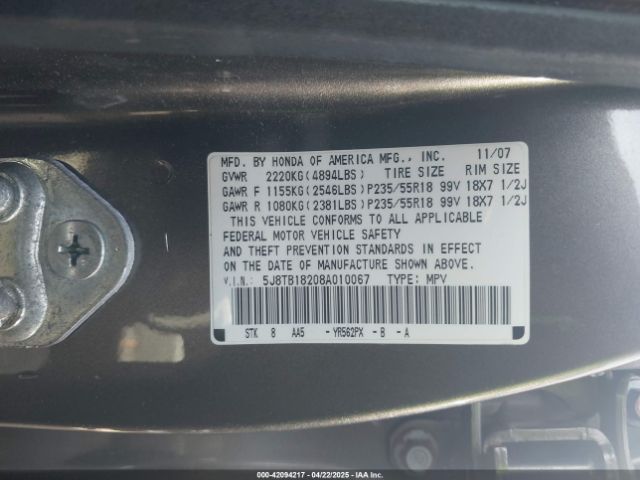 MFD. BY HONDA OF AMERICA MFG., INC. 11/07
GVWR 2220KG(4894LBS) TIRE SIZE RIM SIZE
GAWR F 1155KG(2546LBS)P235/55R18 99V 18X7 1/2J
GAWR R 1080KG(2381LBS)P235/55R18 99V 18X7 1/2J
THIS VEHICLE CONFORMS TO ALL APPLICABLE
FEDERAL MOTOR VEHICLE SAFETY
AND THEFT PREVENTION STANDARDS IN EFFECT
ON THE DATE OF MANUFACTURE SHOWN ABOVE.
V.I.N.: 5J8TB18208A010067 TYPE: MPV
STK 8 AA5 -YR562PX -B -A
000-42094217 - 04/22/2025 - IAAI.com